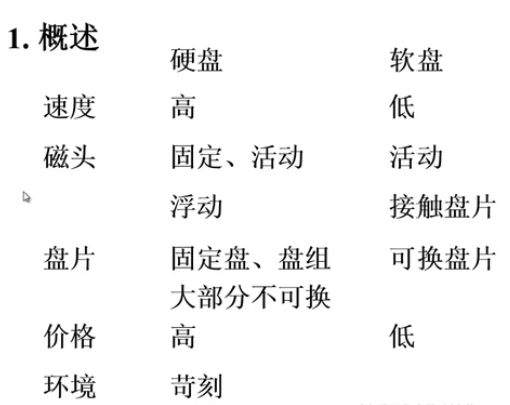 1. 概述
硬盘 软盘
速度 高 低
磁头 固定、活动 活动
浮动 接触盘片
盘片 固定盘、盘组 可换盘片
大部分不可换
价格 高 低
环境 苛刻